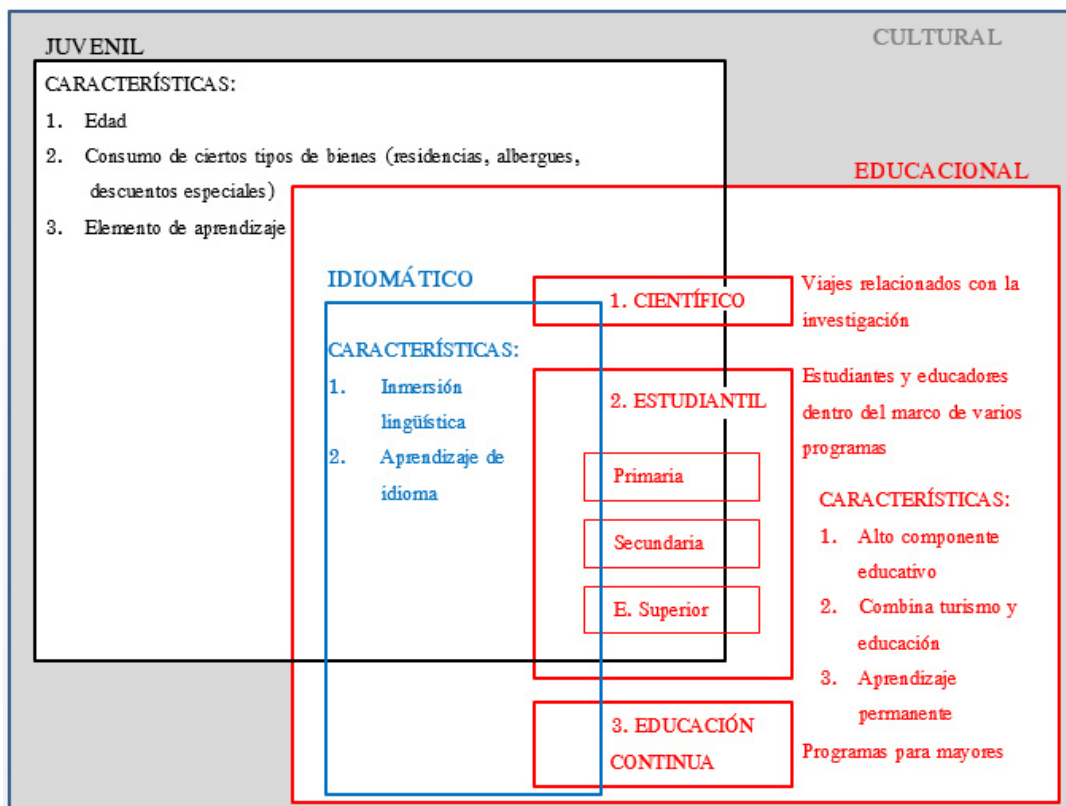 CULTURAL
JUVENIL
CARACTERÍSTICAS:
1. Edad
2. Consumo de ciertos tipos de bienes (residencias, albergues,
descuentos especiales)
3. Elemento de aprendizaje
EDUCACIONAL
IDIOMÁTICO
CARACTERÍSTICAS:
1. Inmersión
lingüística
2. Aprendizaje de
idioma
1. CIENTÍFICO
Viajes relacionados con la
investigación
2. ESTUDIANTIL
Primaria
Secundaria
E. Superior
Estudiantes y educadores
dentro del marco de varios
programas
CARACTERÍSTICAS:
1. Alto componente
educativo
2. Combina turismo y
educación
3. Aprendizaje
permanente
3. EDUCACIÓN
CONTINUA
Programas para mayores